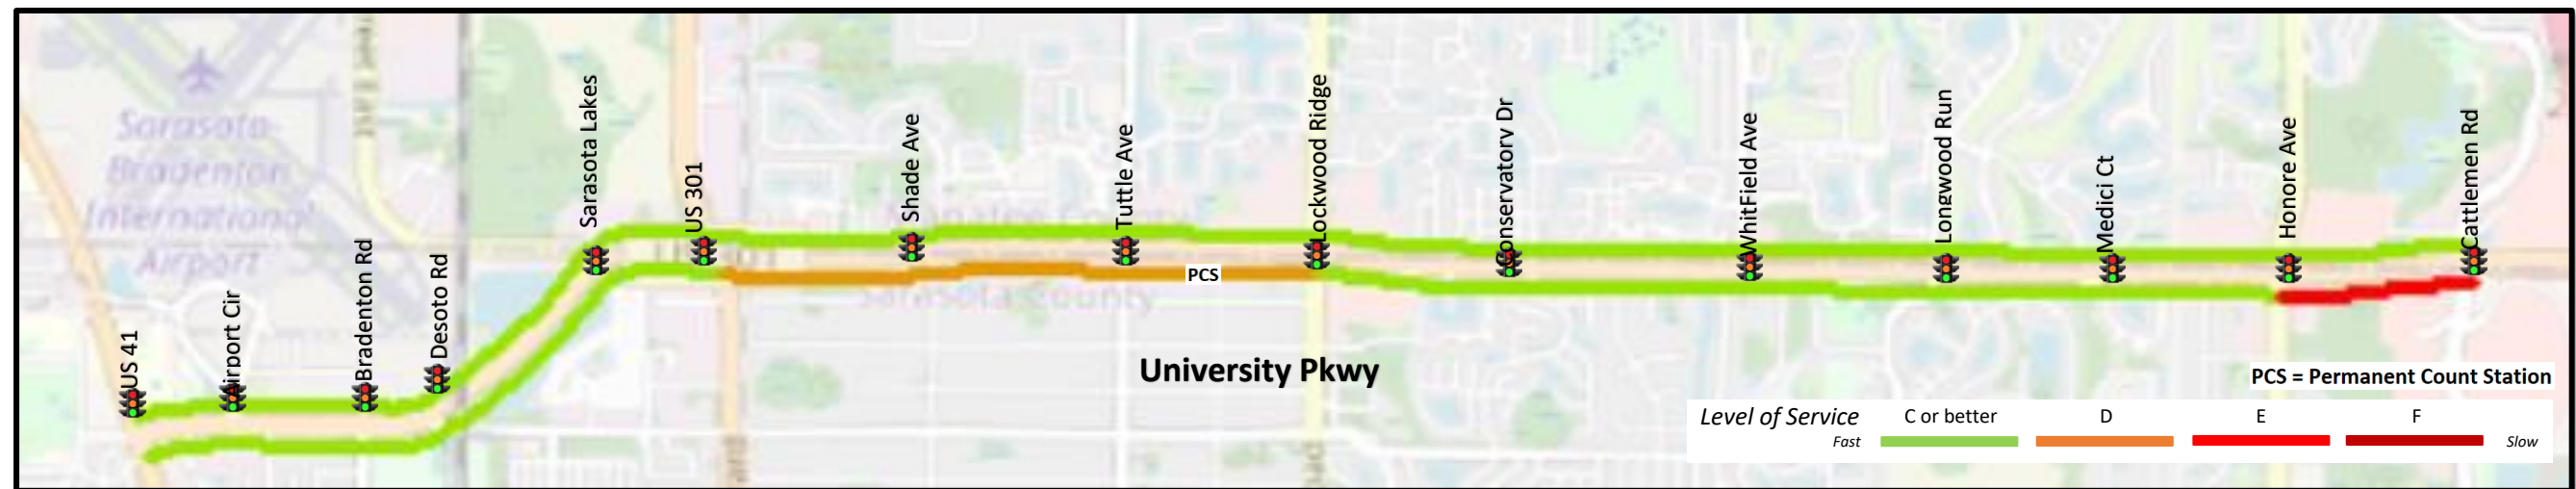 Sarasota-
Bradenton
International
Airport
US 41
Airport Cir
Bradenton Rd
Desoto Rd
Sarasota Lakes
US 301
Shade Ave
Tuttle Ave
Lockwood Ridge
Conservatory Dr
WhitField Ave
Longwood Run
Medici Ct
Honore Ave
Cattlemen Rd
PCS
Sarasota County
University Pkwy
PCS = Permanent Count Station
Level of Service
C or better
D
E
F
Fast
Slow